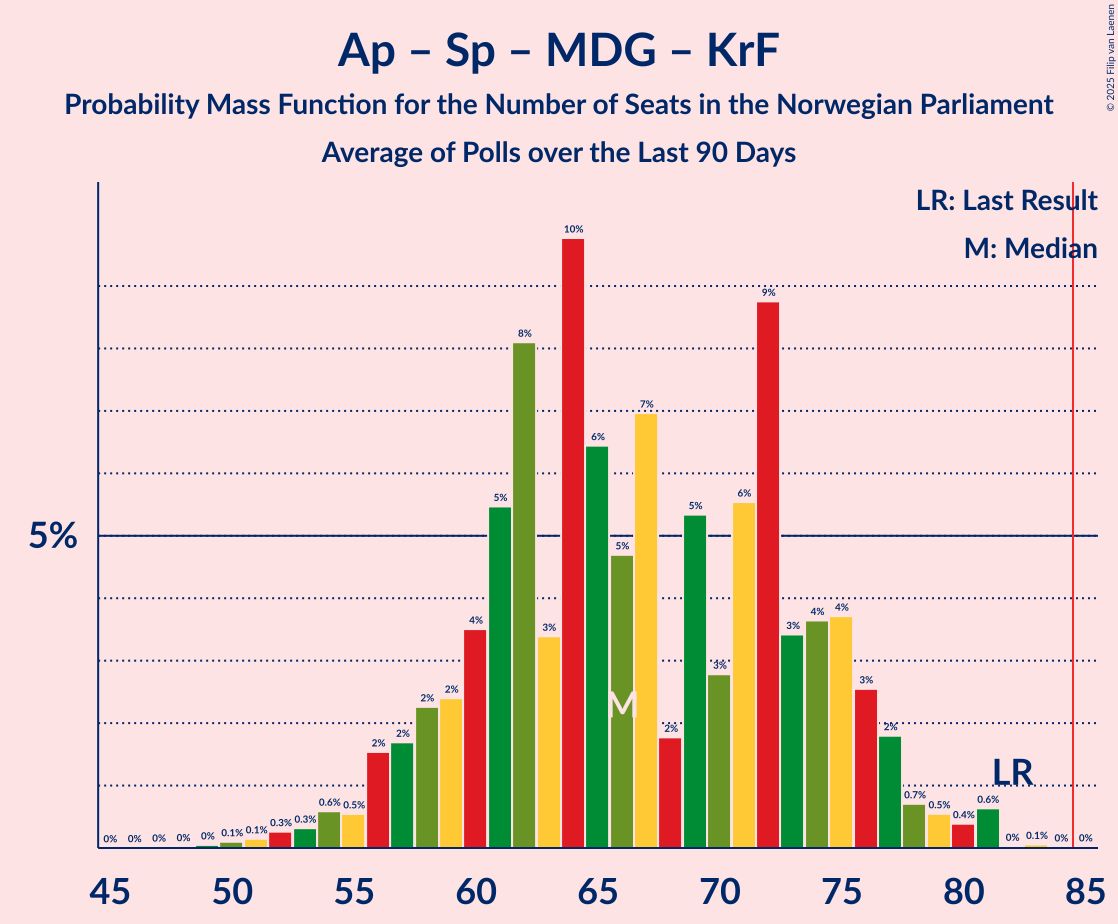 Ap – Sp – MDG – KrF
Probability Mass Function for the Number of Seats in the Norwegian Parliament
Average of Polls over the Last 90 Days
© 2025 Filip van Laenen
LR: Last Result
M: Median
5%
0% 0% 0% 0% 0% 0.1% 0.1% 0.3% 0.3% 0.6% 0.5% 2% 2% 2% 2% 4% 5% 8% 3% 10% 6% 5% 7% 2% 5% 3% 6% 9% 3% 4% 4% 3% 2% 0.7% 0.5% 0.4% 0.6% 0% 0.1% 0% 0%
M
LR
45 50 55 60 65 70 75 80 85